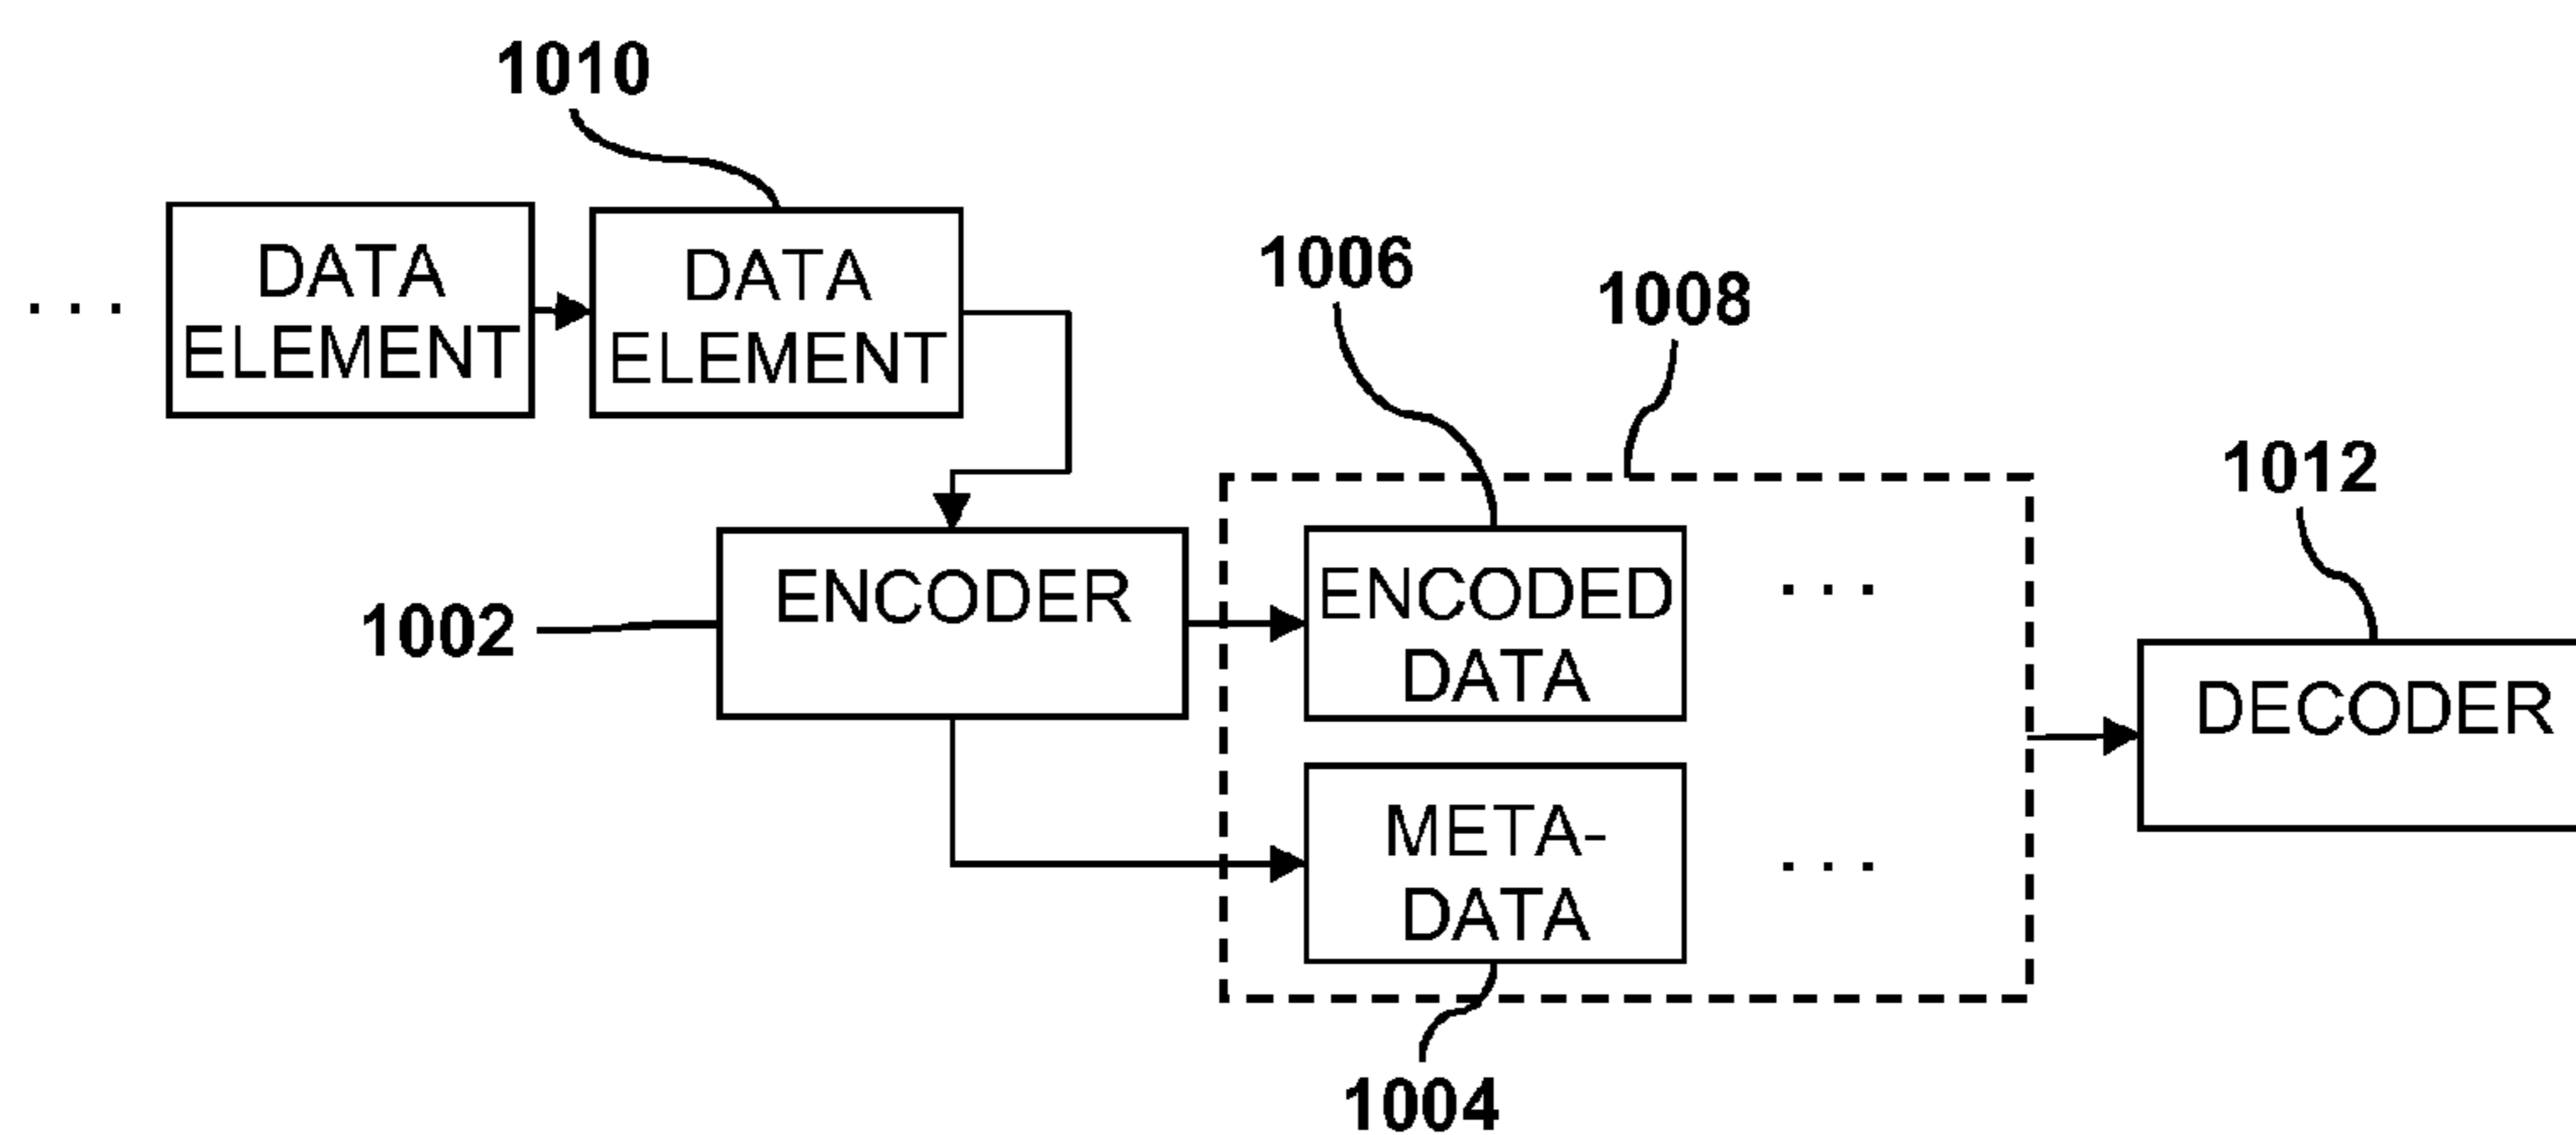 1010
DATA
ELEMENT
DATA
ELEMENT
. . .
1006
1008
1012
ENCODER
1002
ENCODED
DATA
. . .
DECODER
META-
DATA
. . .
1004